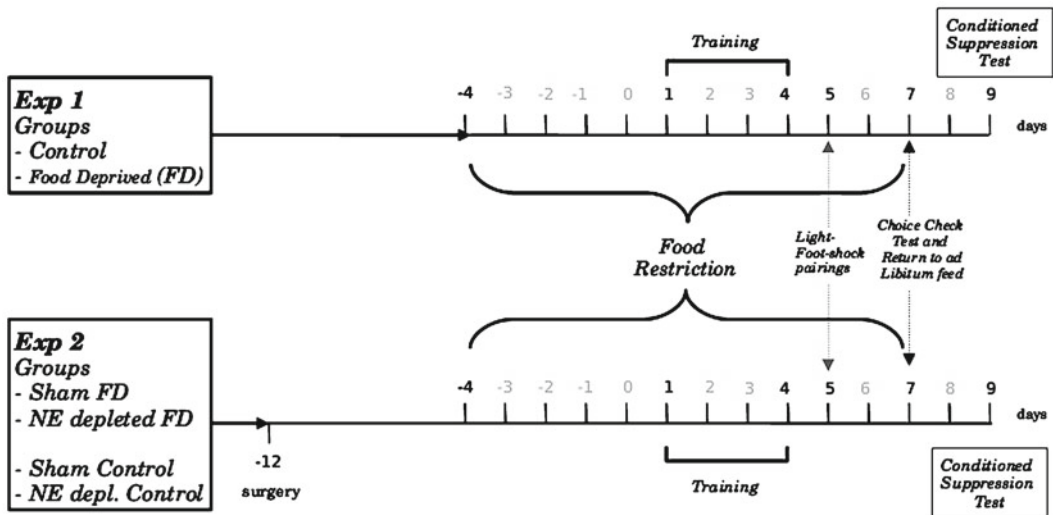 Conditioned
Suppression
Test
Training
Exp 1
Groups
- Control
- Food Deprived (FD)
-4 -3 -2 -1 0 1 2 3 4 5 6 7 8 9
days
Food
Restriction
Light-
Foot-shock
pairings
Choice Check
Test and
Return to ad
Libitum feed
Exp 2
Groups
- Sham FD
- NE depleted FD
- Sham Control
- NE depl. Control
-4 -3 -2 -1 0 1 2 3 4 5 6 7 8 9
days
-12
surgery
Training
Conditioned
Suppression
Test